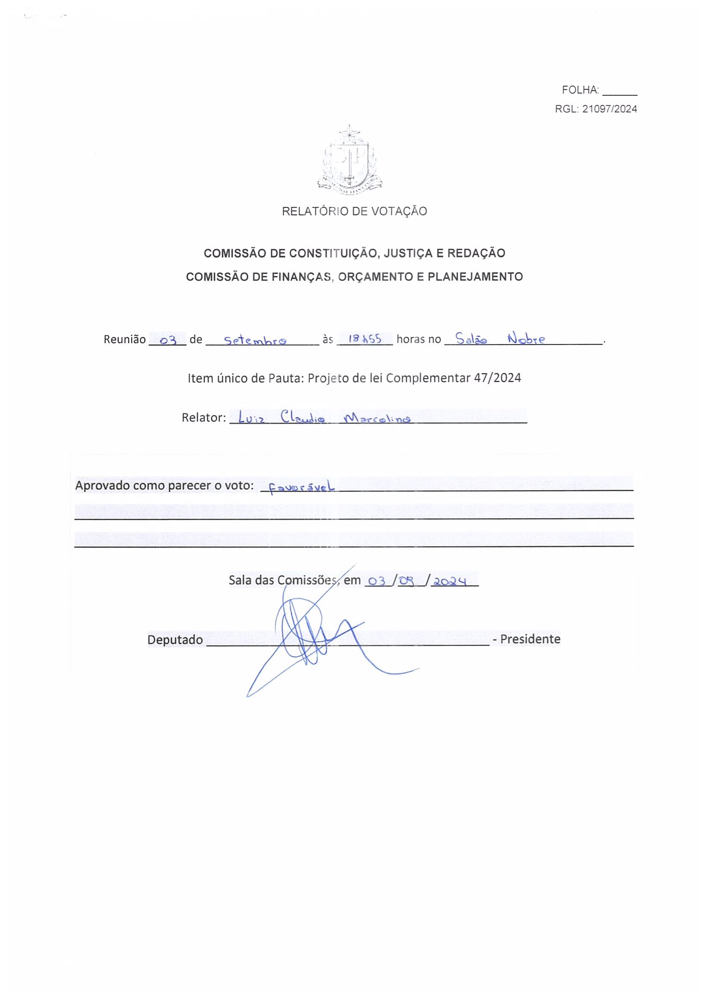 FOLHA: ______
RGL: 21097/2024
RELATÓRIO DE VOTAÇÃO
COMISSÃO DE CONSTITUIÇÃO, JUSTIÇA E REDAÇÃO
COMISSÃO DE FINANÇAS, ORÇAMENTO E PLANEJAMENTO
Reunião 03 de Setembro às 18h55 horas no Salão Nobre.
Item único de Pauta: Projeto de lei Complementar 47/2024
Relator: Luiz Claudio Marcolino
Aprovado como parecer o voto: Favorável
Sala das Comissões, em 03/09/2024
Deputado ______ - Presidente